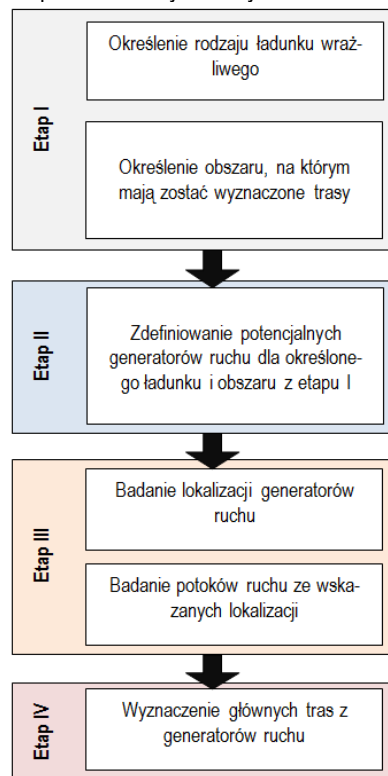 Etap I
Określenie rodzaju ładunku wraż-
liwego
Określenie obszaru, na którym
mają zostać wyznaczone trasy
Etap II
Zdefiniowanie potencjalnych
generatorów ruchu dla określone-
go ładunku i obszaru z etapu I
Etap III
Badanie lokalizacji generatorów
ruchu
Badanie potoków ruchu ze wska-
zanych lokalizacji
Etap IV
Wyznaczenie głównych tras z
generatorów ruchu